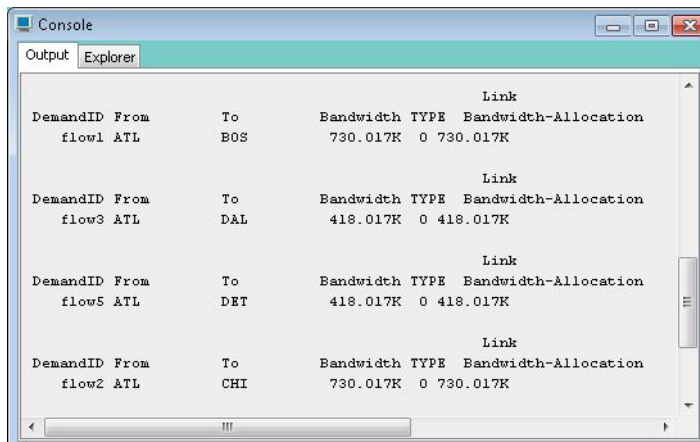 Console
Output Explorer
Link
DemandID From To Bandwidth TYPE Bandwidth-Allocation
flow1 ATL BOS 730.017K 0 730.017K
Link
DemandID From To Bandwidth TYPE Bandwidth-Allocation
flow3 ATL DAL 418.017K 0 418.017K
Link
DemandID From To Bandwidth TYPE Bandwidth-Allocation
flow5 ATL DET 418.017K 0 418.017K
Link
DemandID From To Bandwidth TYPE Bandwidth-Allocation
flow2 ATL CHI 730.017K 0 730.017K